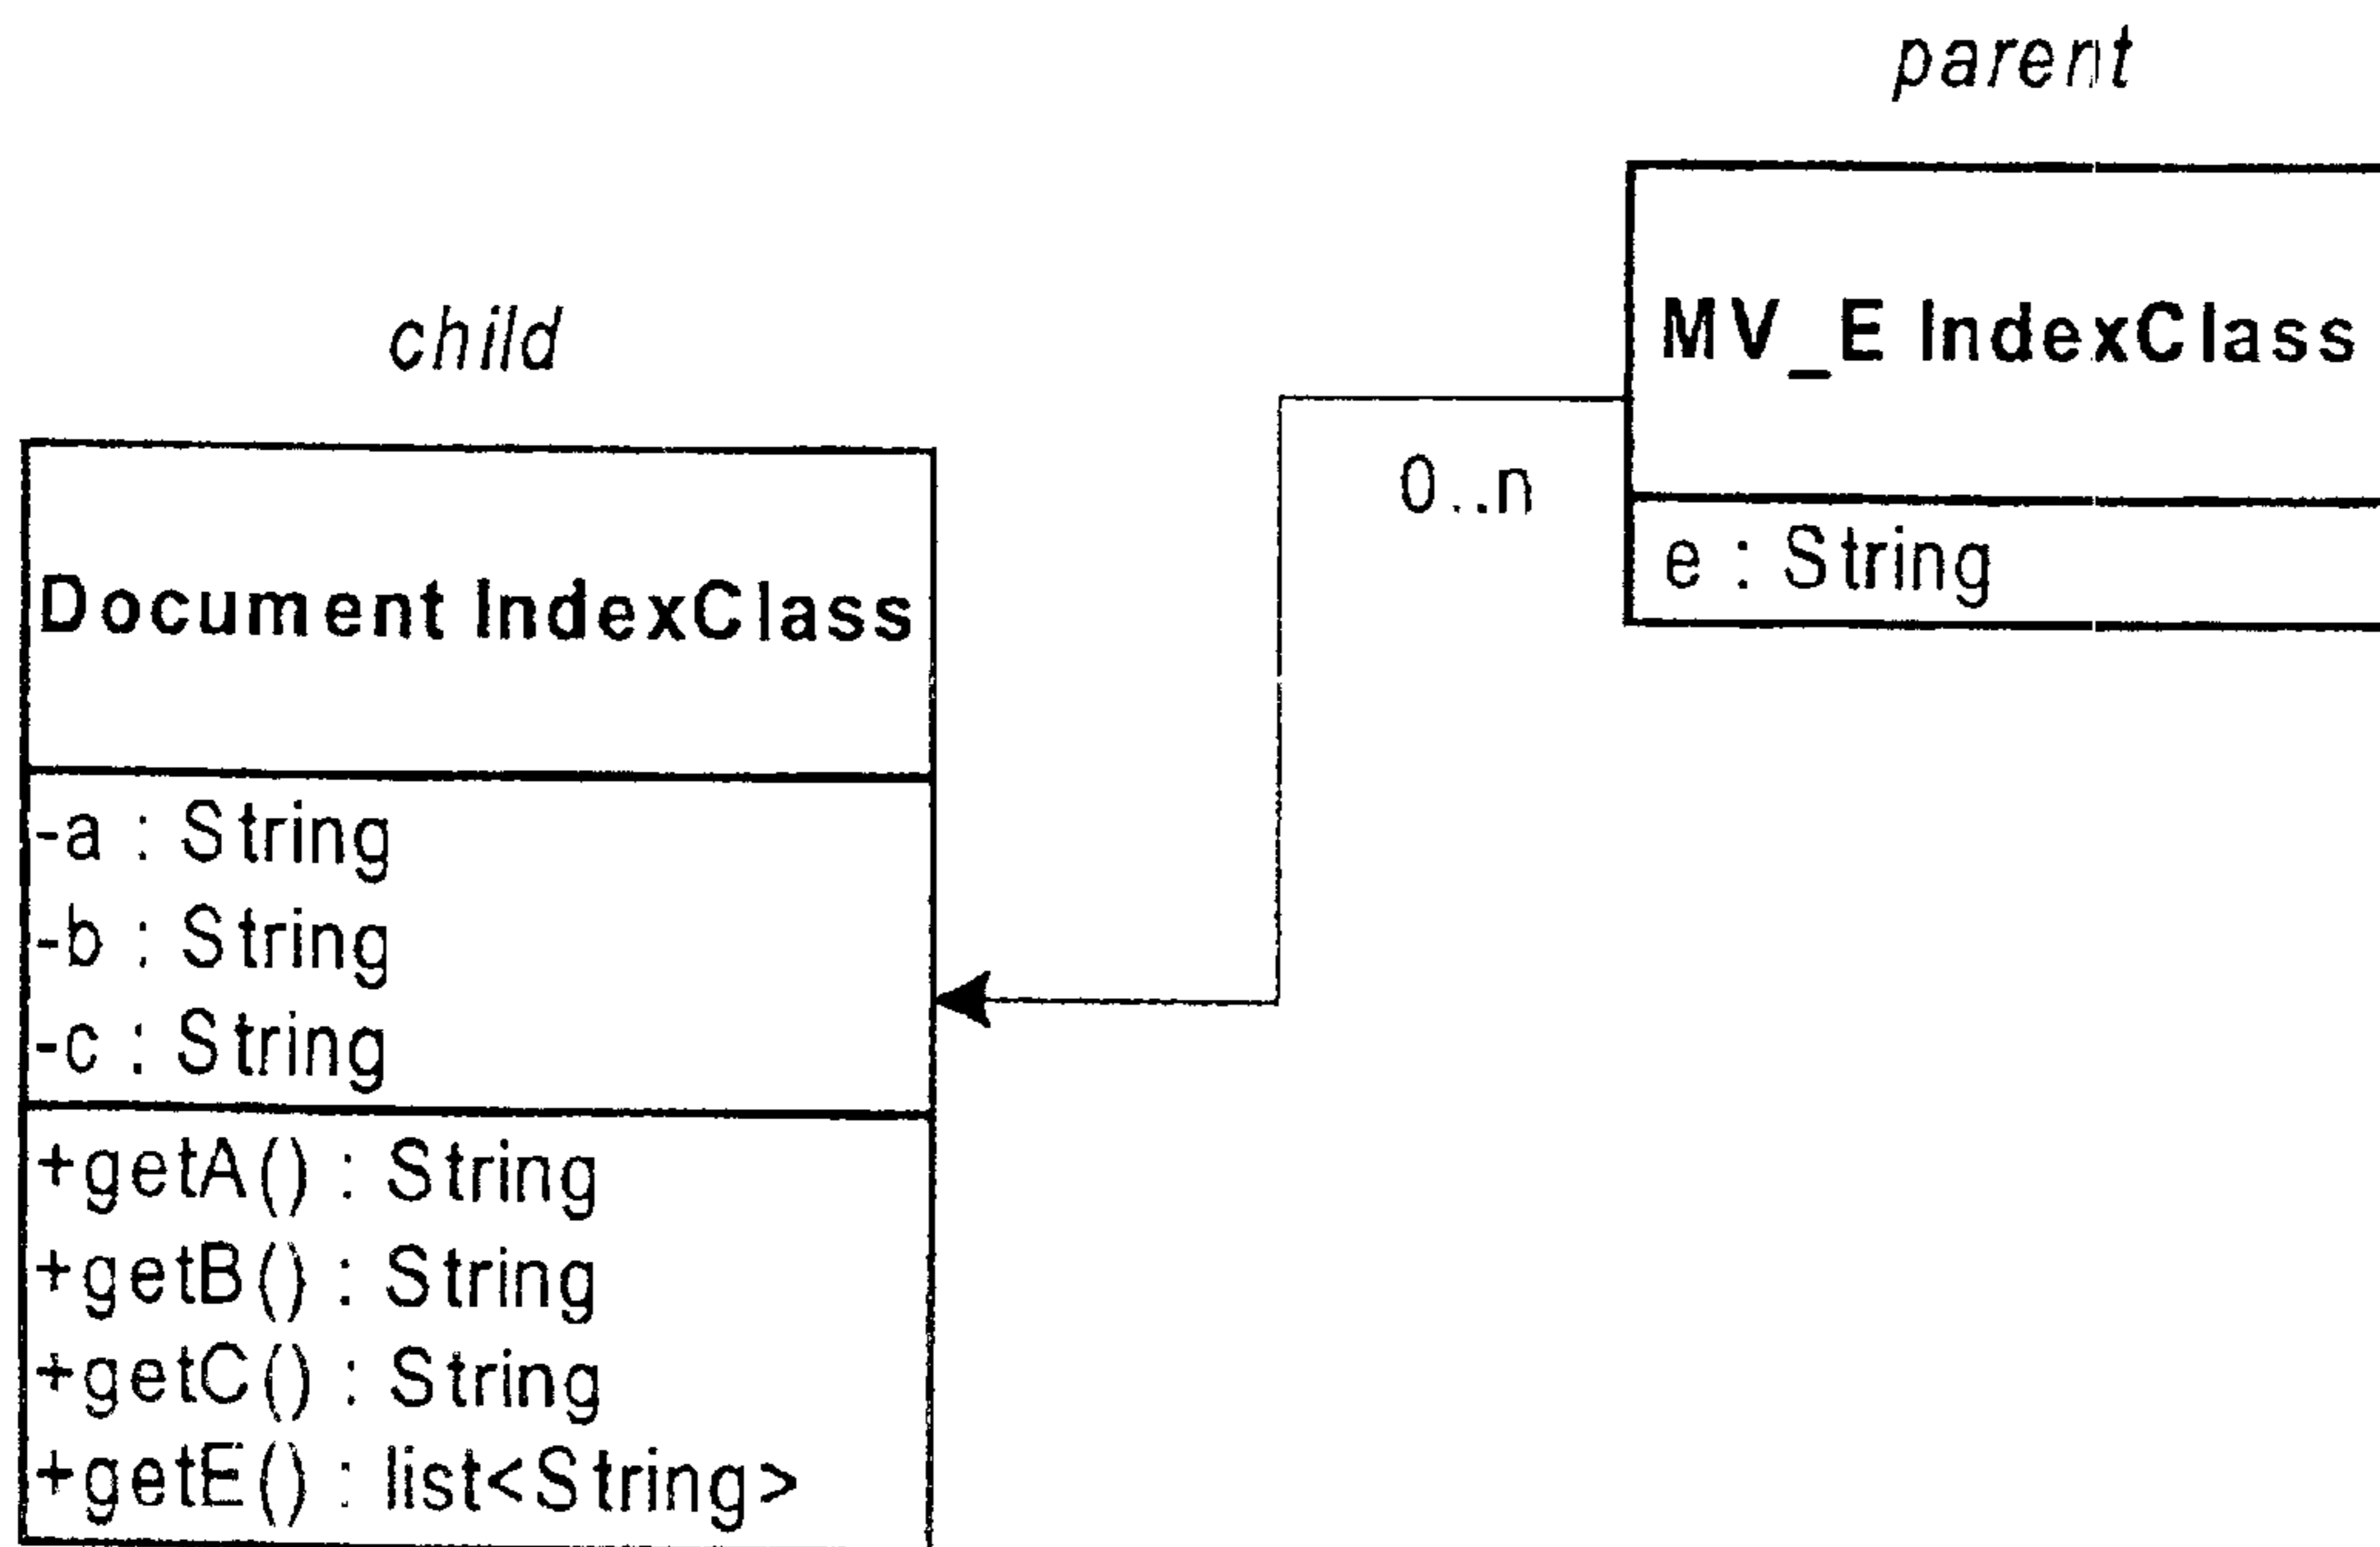 parent
MV_E IndexClass
0..n
e : String
child
Document IndexClass
-a : String
-b : String
-c : String
+getA() : String
+getB() : String
+getC() : String
+getE() : list<String>